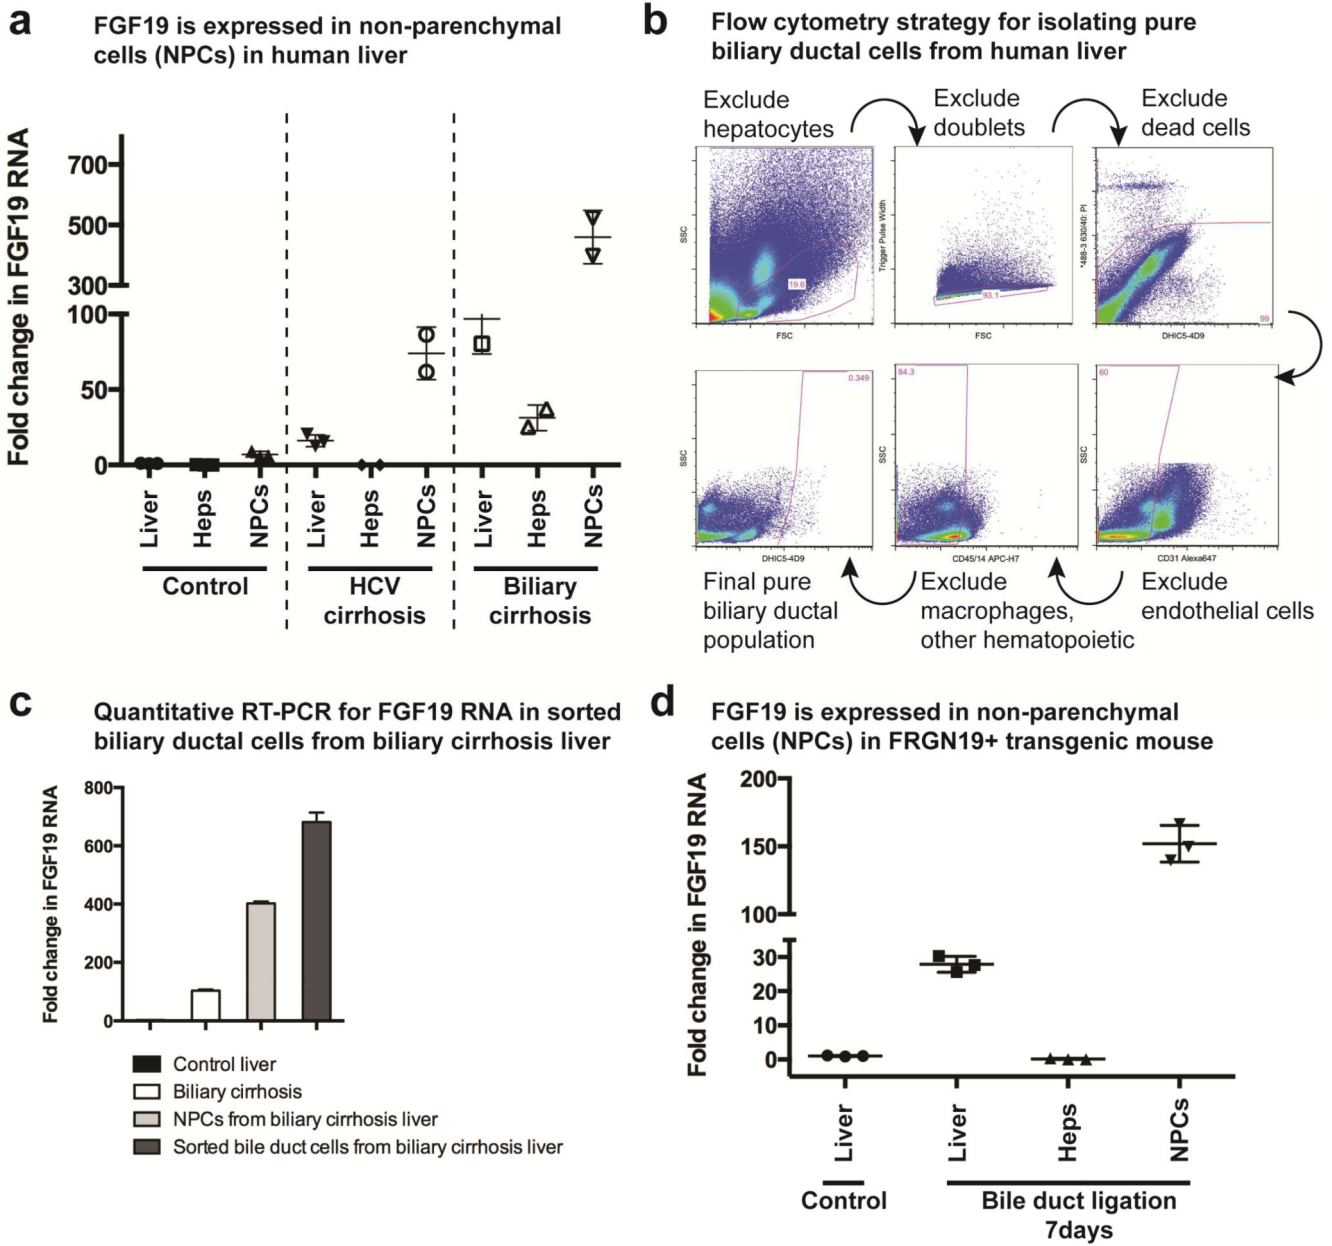 a
FGF19 is expressed in non-parenchymal
cells (NPCs) in human liver
Fold change in FGF19 RNA
700
500
300
100
50
0
Liver
Heps
NPCs
Liver
Heps
NPCs
Liver
Heps
NPCs
Control
HCV
cirrhosis
Biliary
cirrhosis
b
Flow cytometry strategy for isolating pure
biliary ductal cells from human liver
Exclude
hepatocytes
Exclude
doublets
Exclude
dead cells
SSC
19.6
FSC
Trigger Pulse Width
93.1
FSC
*488-3 630/40: PI
99
DHIC5-4D9
SSC
0.349
DHIC5-4D9
SSC
84.3
CD45/14 APC-H7
SSC
60
CD31 Alexa647
Final pure
biliary ductal
population
Exclude
macrophages,
other hematopoietic
Exclude
endothelial cells
c
Quantitative RT-PCR for FGF19 RNA in sorted
biliary ductal cells from biliary cirrhosis liver
Fold change in FGF19 RNA
800
600
400
200
0
Control liver
Biliary cirrhosis
NPCs from biliary cirrhosis liver
Sorted bile duct cells from biliary cirrhosis liver
d
FGF19 is expressed in non-parenchymal
cells (NPCs) in FRGN19+ transgenic mouse
Fold change in FGF19 RNA
200
150
100
30
20
10
0
Liver
Liver
Heps
NPCs
Control
Bile duct ligation
7days